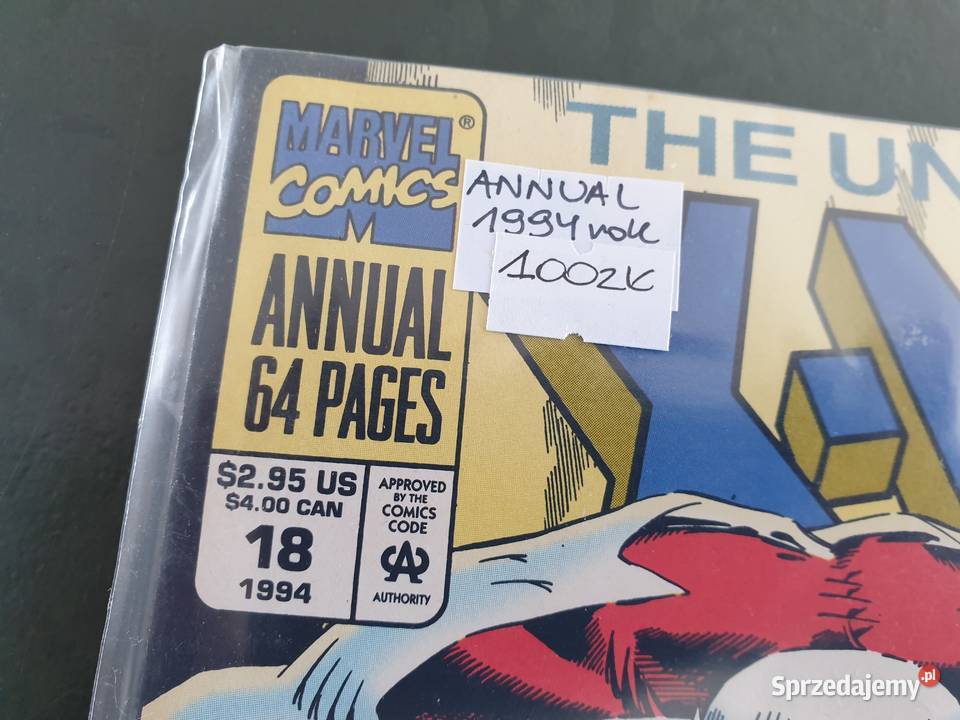 MARVEL®
COMICS
M
ANNUAL
64 PAGES
$2.95 US
$4.00 CAN
18
1994
APPROVED
BY THE
COMICS
CODE
CA
AUTHORITY
THE UN
ANNUAL
1994 rok
100ZŁ
X-
Sprzedajemy.pl